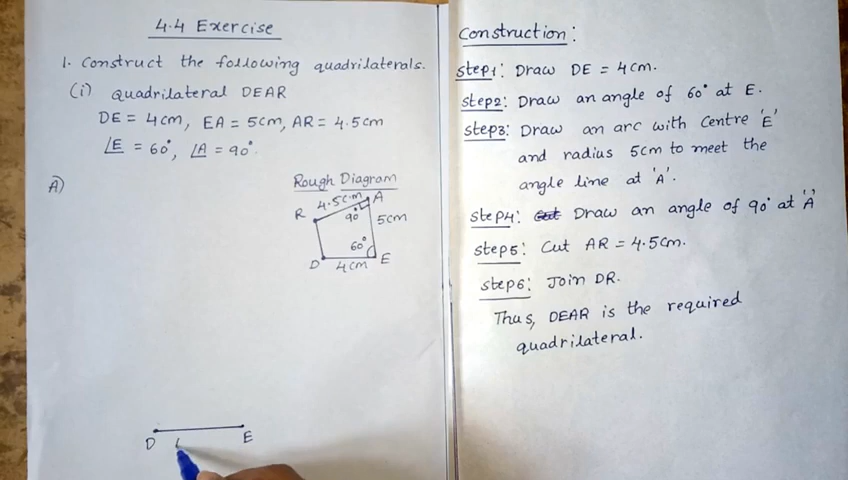 4.4 Exercise
1. Construct the following quadrilaterals.
(i) Quadrilateral DEAR
DE = 4cm, EA = 5cm, AR = 4.5cm
∠E = 60°, ∠A = 90°.
A)
Rough Diagram
4.5cm A
R 90° 5cm
60°
D 4cm E
D E
Construction:
Step1: Draw DE = 4cm.
Step2: Draw an angle of 60° at E.
Step3: Draw an arc with Centre 'E'
and radius 5cm to meet the
angle line at 'A'.
Step4: Draw an angle of 90° at 'A'
Step5: Cut AR = 4.5cm.
Step6: Join DR.
Thus, DEAR is the required
quadrilateral.